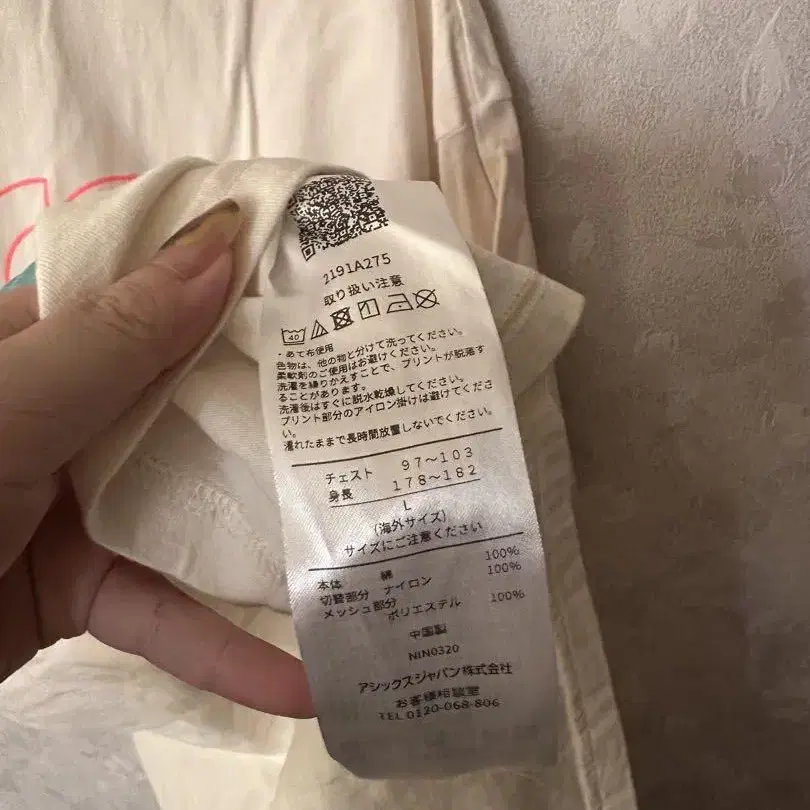 2191A275
取り扱い注意
40
・あて布使用
色物は、他の物と分けて洗ってください。
柔軟剤のご使用はお避けください。
洗濯を繰りかえすことで、プリントが脱落す
ることがあります。
洗濯後はすぐに脱水乾燥してください。
プリント部分のアイロン掛けは避けてくださ
い。
濡れたままで長時間放置しないでください。
チェスト 97～103
身長 178～182
L
(海外サイズ)
サイズにご注意ください
本体 綿 100%
切替部分 ナイロン 100%
メッシュ部分
ポリエステル 100%
中国製
NIN0320
アシックスジャパン株式会社
お客様相談室
TEL 0120-068-806